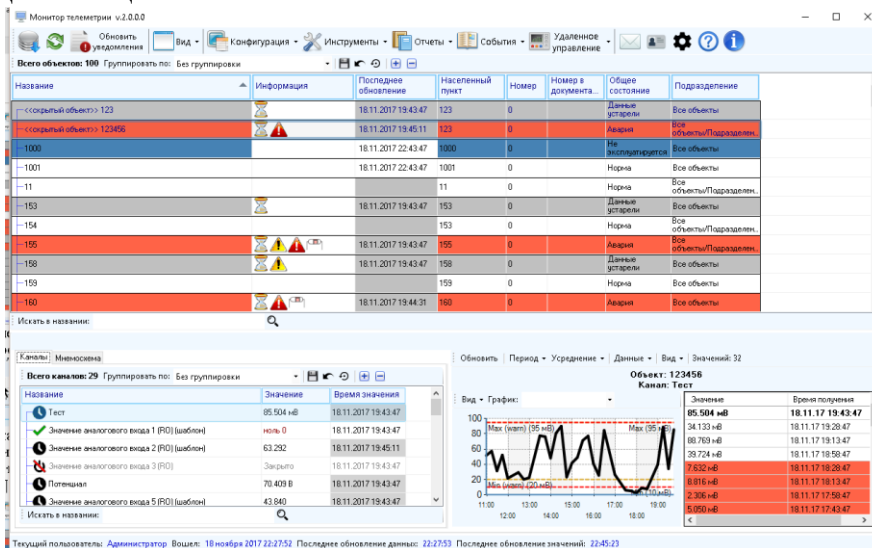 Монитор телеметрии v.2.0.0.0
Обновить уведомления Вид Конфигурация Инструменты Отчеты События Удаленное управление
Всего объектов: 100 Группировать по: Без группировки
Название Информация Последнее обновление Населенный пункт Номер Номер в документа... Общее состояние Подразделение
<<скрытый объект>> 123 18.11.2017 19:43:47 123 0 Данные устарели Все объекты
<<скрытый объект>> 123456 18.11.2017 19:45:11 123 0 Авария Все объекты/Подразделен...
1000 18.11.2017 22:43:47 1000 0 Не эксплуатируется Все объекты
1001 18.11.2017 22:43:47 1001 0 Норма Все объекты
11 11 0 Норма Все объекты/Подразделен...
153 18.11.2017 19:43:47 153 0 Данные устарели Все объекты
154 153 0 Норма Все объекты/Подразделен...
155 18.11.2017 19:43:47 155 0 Авария Все объекты/Подразделен...
158 18.11.2017 19:43:47 158 0 Данные устарели Все объекты
159 159 0 Норма Все объекты
160 18.11.2017 19:44:31 160 0 Авария Все объекты
Искать в названии:
Каналы Мнемосхема
Всего каналов: 29 Группировать по: Без группировки
Название Значение Время значения
Тест 85.504 мВ 18.11.2017 19:43:47
Значение аналогового входа 1 (RO) (шаблон) ноль 0 18.11.2017 19:43:47
Значение аналогового входа 2 (RO) (шаблон) 63.292 18.11.2017 19:45:11
Значение аналогового входа 3 (RO) Закрыто 18.11.2017 19:43:47
Потенциал 70.409 В 18.11.2017 19:43:47
Значение аналогового входа 5 (RO) (шаблон) 43.840 18.11.2017 19:43:47
Искать в названии:
Обновить Период Усреднение Данные Вид Значений: 32
Объект: 123456
Канал: Тест
Вид График:
100
80
60
40
20
0
Max (warn) (95 мВ) Max (95 мВ)
Min (warn) (20 мВ) (10 мВ)
11:00 13:00 15:00 17:00 19:00
12:00 14:00 16:00 18:00
Значение Время получения
85.504 мВ 18.11.17 19:43:47
34.133 мВ 18.11.17 19:28:47
88.769 мВ 18.11.17 19:13:47
39.724 мВ 18.11.17 18:58:47
7.632 мВ 18.11.17 18:28:47
8.816 мВ 18.11.17 18:13:47
2.306 мВ 18.11.17 17:58:47
5.050 мВ 18.11.17 17:43:47
Текущий пользователь: Администратор Вошел: 18 ноября 2017 22:27:52 Последнее обновление данных: 22:27:53 Последнее обновление значений: 22:45:23